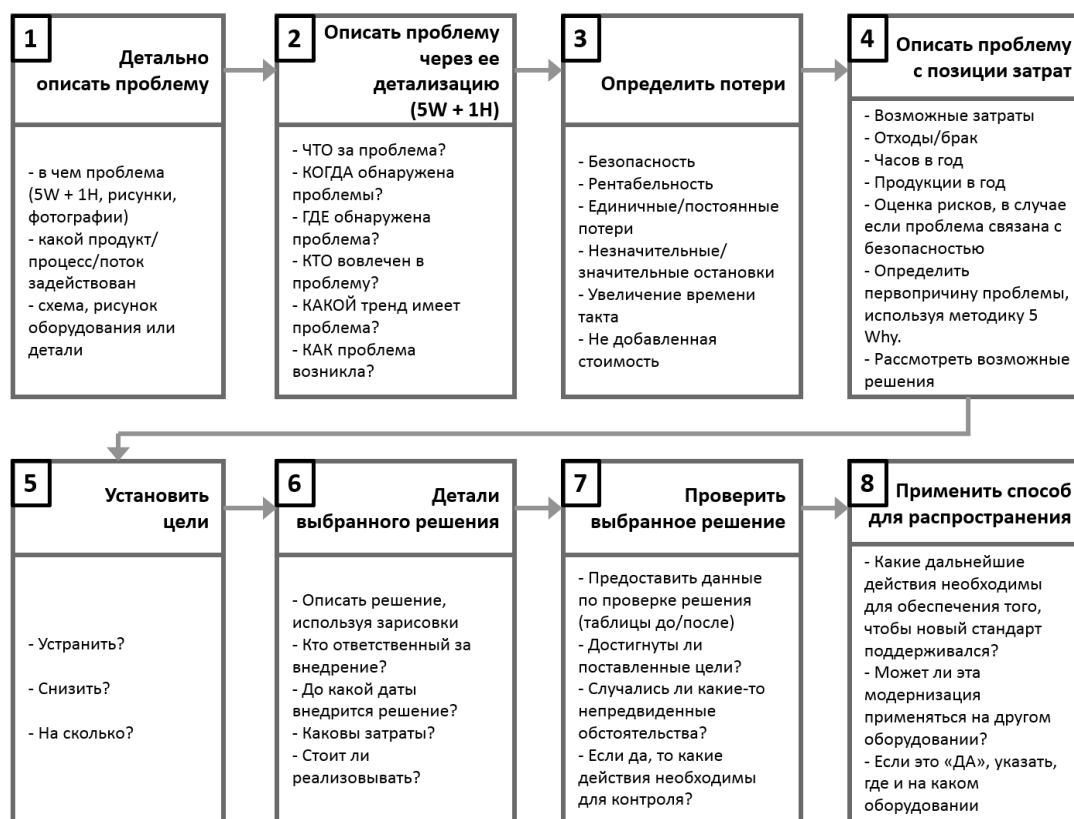 1
Детально
описать проблему
- в чем проблема
(5W + 1H, рисунки,
фотографии)
- какой продукт/
процесс/поток
задействован
- схема, рисунок
оборудования или
детали
2
Описать проблему
через ее
детализацию
(5W + 1H)
- ЧТО за проблема?
- КОГДА обнаружена
проблемы?
- ГДЕ обнаружена
проблема?
- КТО вовлечен в
проблему?
- КАКОЙ тренд имеет
проблема?
- КАК проблема
возникла?
3
Определить потери
- Безопасность
- Рентабельность
- Единичные/постоянные
потери
- Незначительные/
значительные остановки
- Увеличение времени
такта
- Не добавленная
стоимость
4
Описать проблему
с позиции затрат
- Возможные затраты
- Отходы/брак
- Часов в год
- Продукции в год
- Оценка рисков, в случае
если проблема связана с
безопасностью
- Определить
первопричину проблемы,
используя методику 5
Why.
- Рассмотреть возможные
решения
5
Установить
цели
- Устранить?
- Снизить?
- На сколько?
6
Детали
выбранного решения
- Описать решение,
используя зарисовки
- Кто ответственный за
внедрение?
- До какой даты
внедрится решение?
- Каковы затраты?
- Стоит ли
реализовывать?
7
Проверить
выбранное решение
- Предоставить данные
по проверке решения
(таблицы до/после)
- Достигнуты ли
поставленные цели?
- Случались ли какие-то
непредвиденные
обстоятельства?
- Если да, то какие
действия необходимы
для контроля?
8
Применить способ
для распространения
- Какие дальнейшие
действия необходимы
для обеспечения того,
чтобы новый стандарт
поддерживался?
- Может ли эта
модернизация
применяться на другом
оборудовании?
- Если это «ДА», указать,
где и на каком
оборудовании